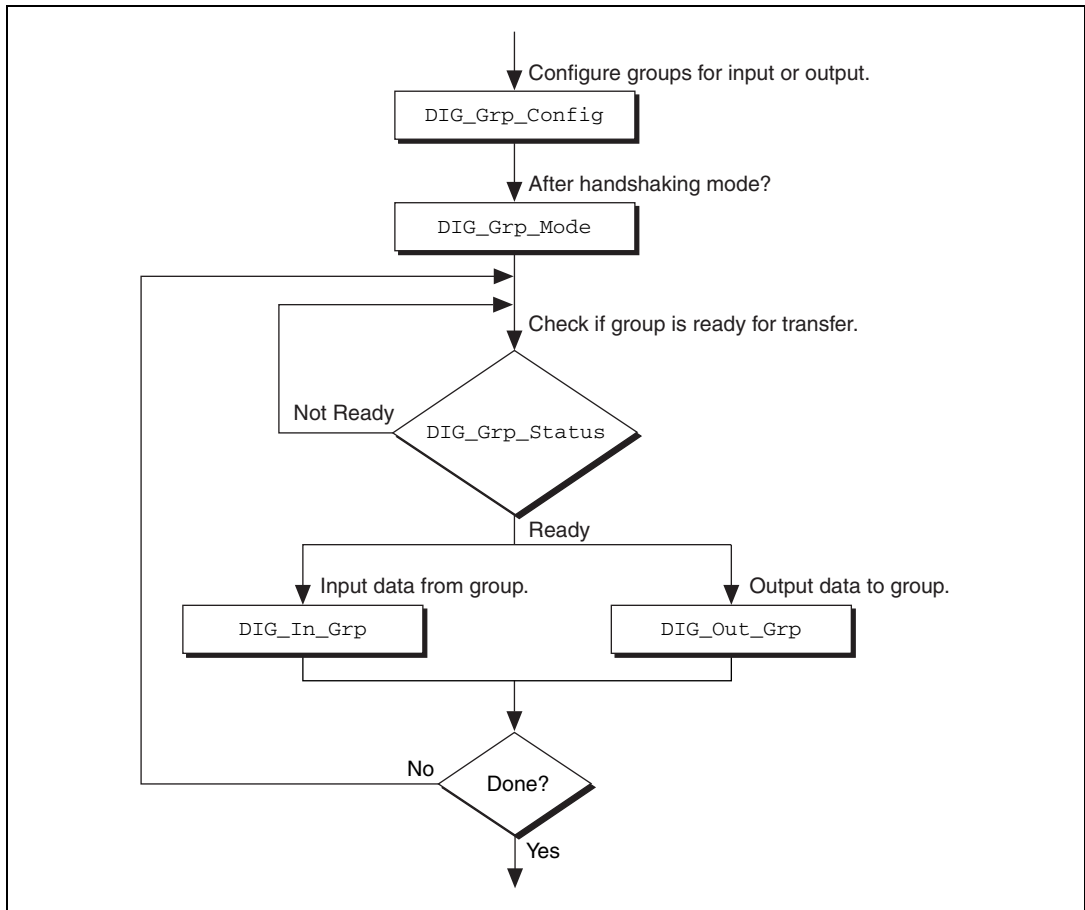 Configure groups for input or output.
DIG_Grp_Config
After handshaking mode?
DIG_Grp_Mode
Check if group is ready for transfer.
Not Ready
DIG_Grp_Status
Ready
Input data from group.
Output data to group.
DIG_In_Grp
DIG_Out_Grp
No
Done?
Yes